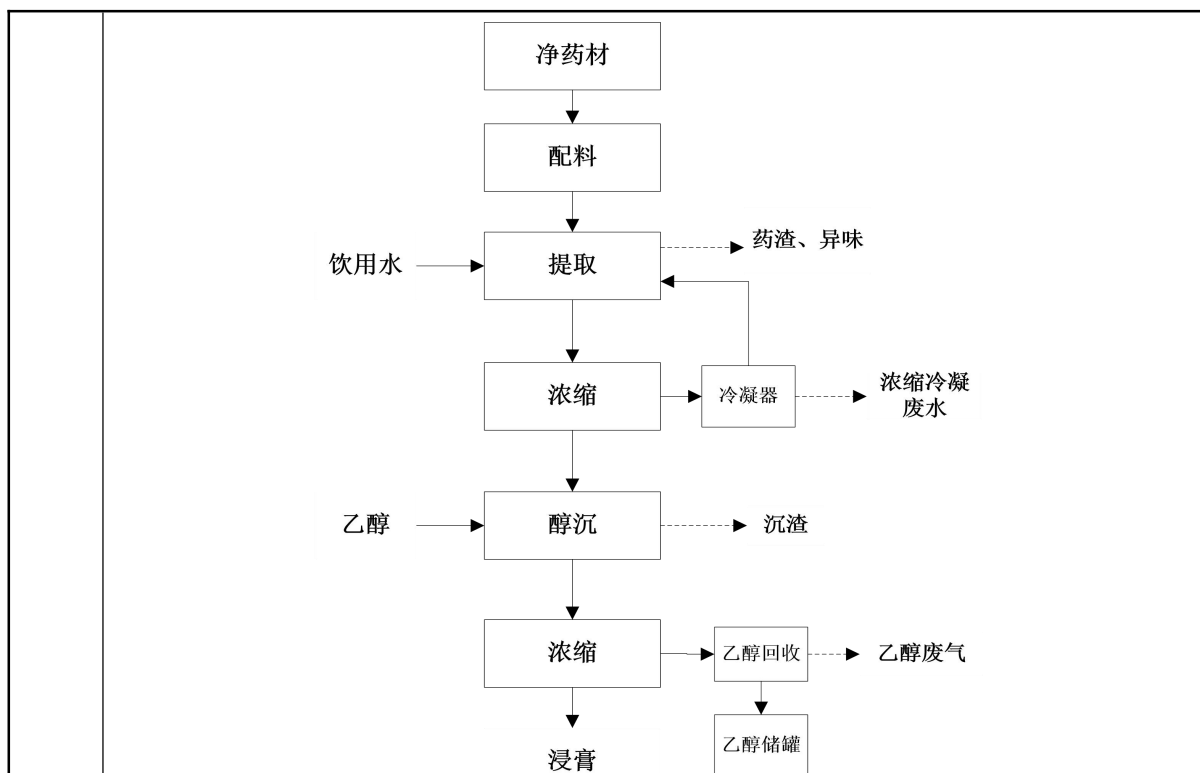 净药材
配料
药渣、异味
饮用水
提取
浓缩
冷凝器
浓缩冷凝
废水
乙醇
醇沉
沉渣
浓缩
乙醇回收
乙醇废气
乙醇储罐
浸膏